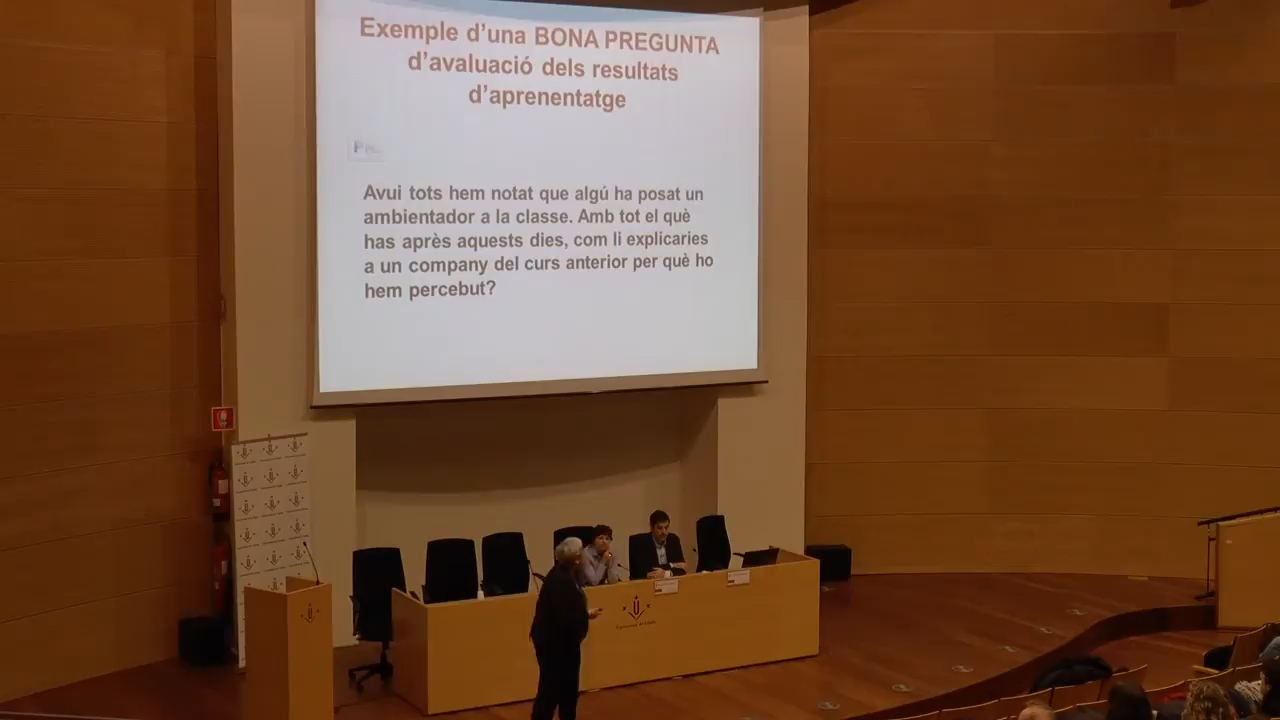 Exemple d'una BONA PREGUNTA
d'avaluació dels resultats
d'aprenentatge
Avui tots hem notat que algú ha posat un
ambientador a la classe. Amb tot el què
has après aquests dies, com li explicaries
a un company del curs anterior per què ho
hem percebut?